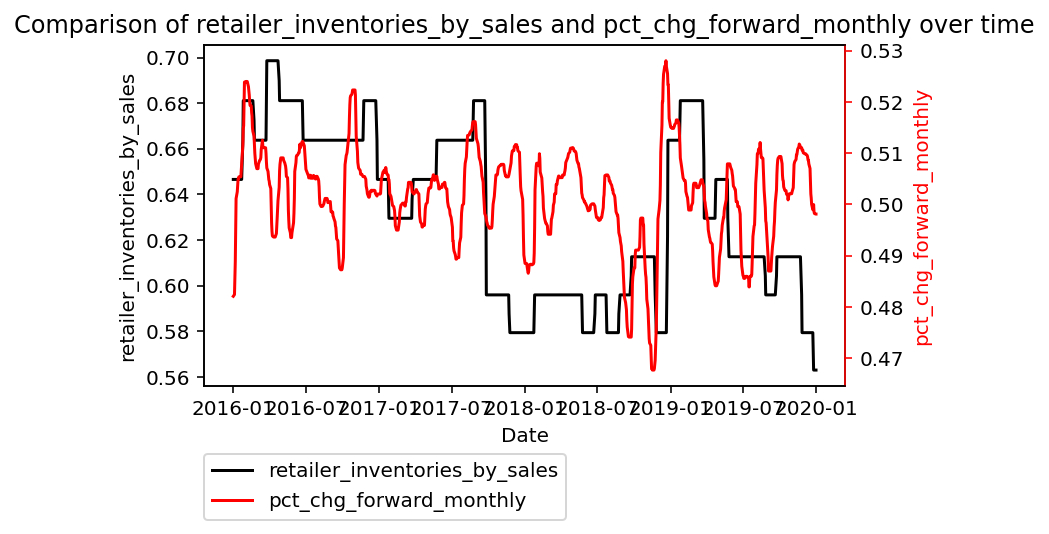 Comparison of retailer_inventories_by_sales and pct_chg_forward_monthly over time
retailer_inventories_by_sales
0.70
0.68
0.66
0.64
0.62
0.60
0.58
0.56
0.53
0.52
0.51
0.50
0.49
0.48
0.47
pct_chg_forward_monthly
2016-01 2016-07 2017-01 2017-07 2018-01 2018-07 2019-01 2019-07 2020-01
Date
retailer_inventories_by_sales
pct_chg_forward_monthly